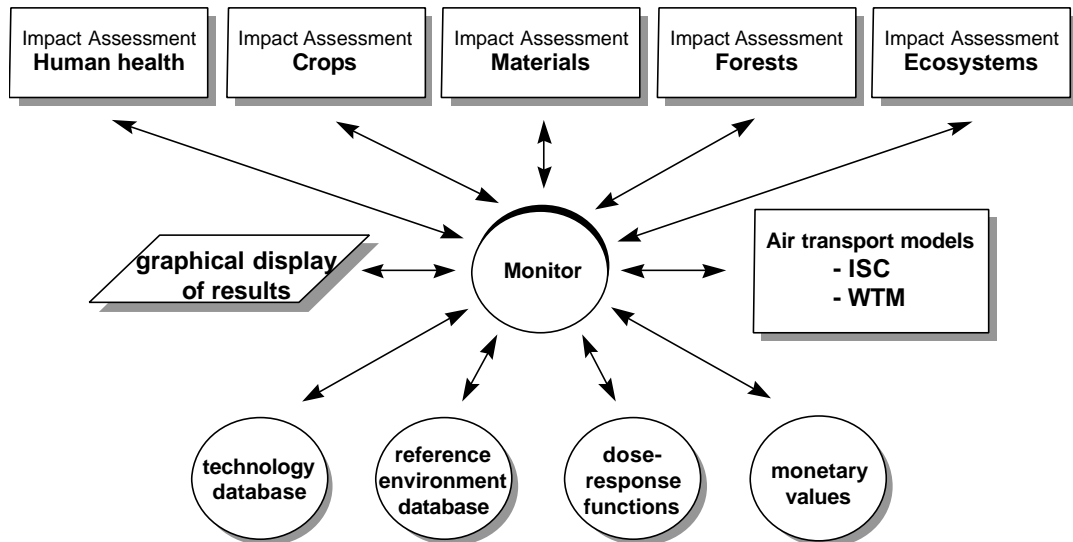 Impact Assessment
Human health
Impact Assessment
Crops
Impact Assessment
Materials
Impact Assessment
Forests
Impact Assessment
Ecosystems
graphical display
of results
Monitor
Air transport models
- ISC
- WTM
technology
database
reference
environment
database
dose-
response
functions
monetary
values